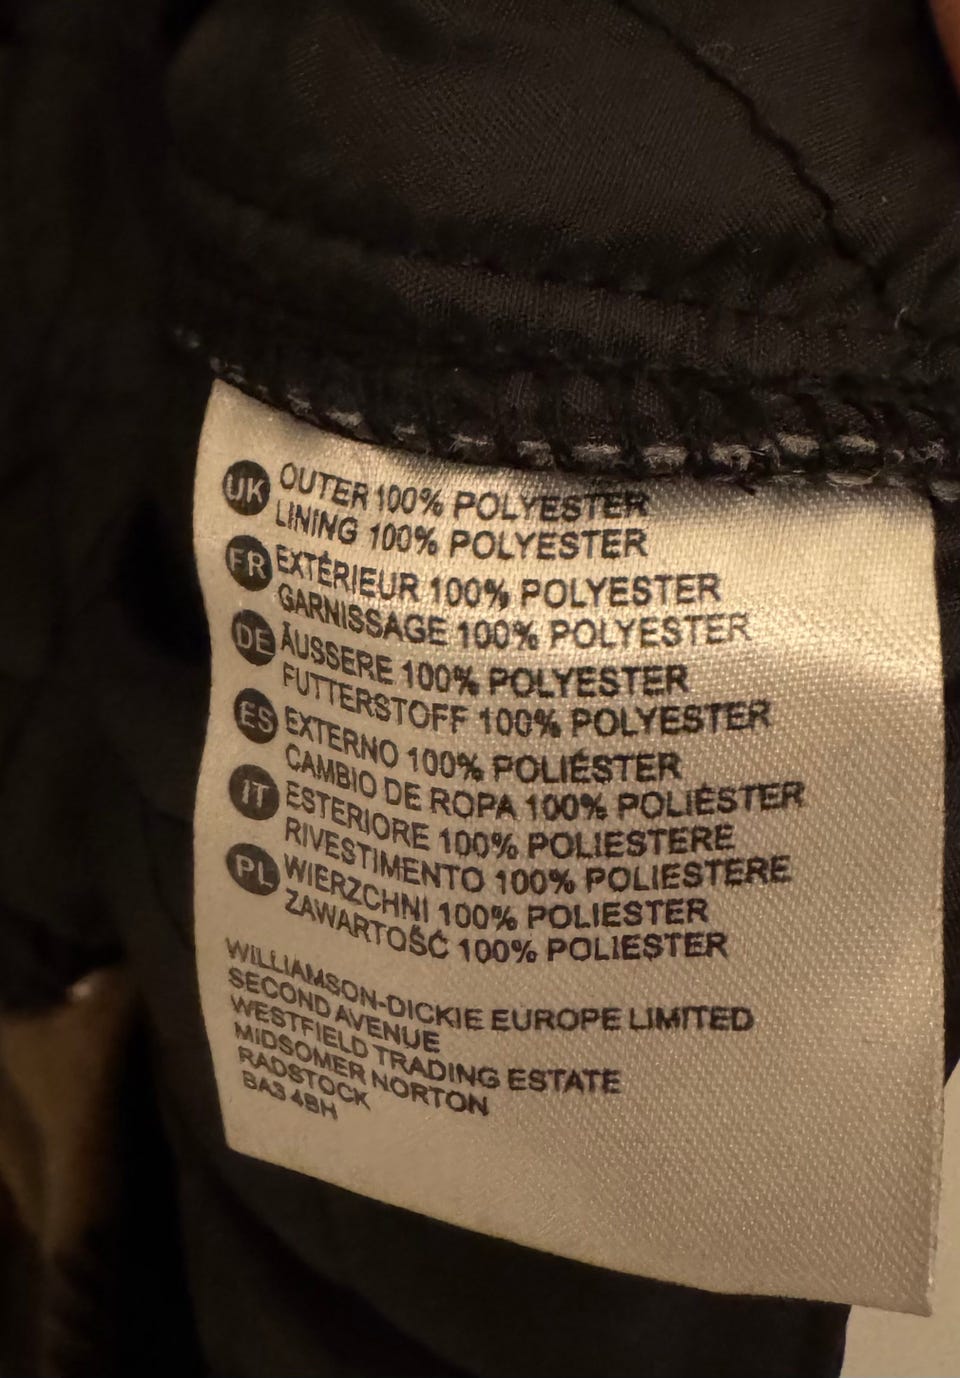 UK OUTER 100% POLYESTER
LINING 100% POLYESTER
FR EXTÉRIEUR 100% POLYESTER
GARNISSAGE 100% POLYESTER
DE ÄUSSERE 100% POLYESTER
FUTTERSTOFF 100% POLYESTER
ES EXTERNO 100% POLIÉSTER
CAMBIO DE ROPA 100% POLIÉSTER
IT ESTERIORE 100% POLIESTERE
RIVESTIMENTO 100% POLIESTERE
PL WIERZCHNI 100% POLIESTER
ZAWARTOŚĆ 100% POLIESTER
WILLIAMSON-DICKIE EUROPE LIMITED
SECOND AVENUE
WESTFIELD TRADING ESTATE
MIDSOMER NORTON
RADSTOCK
BA3 4BH